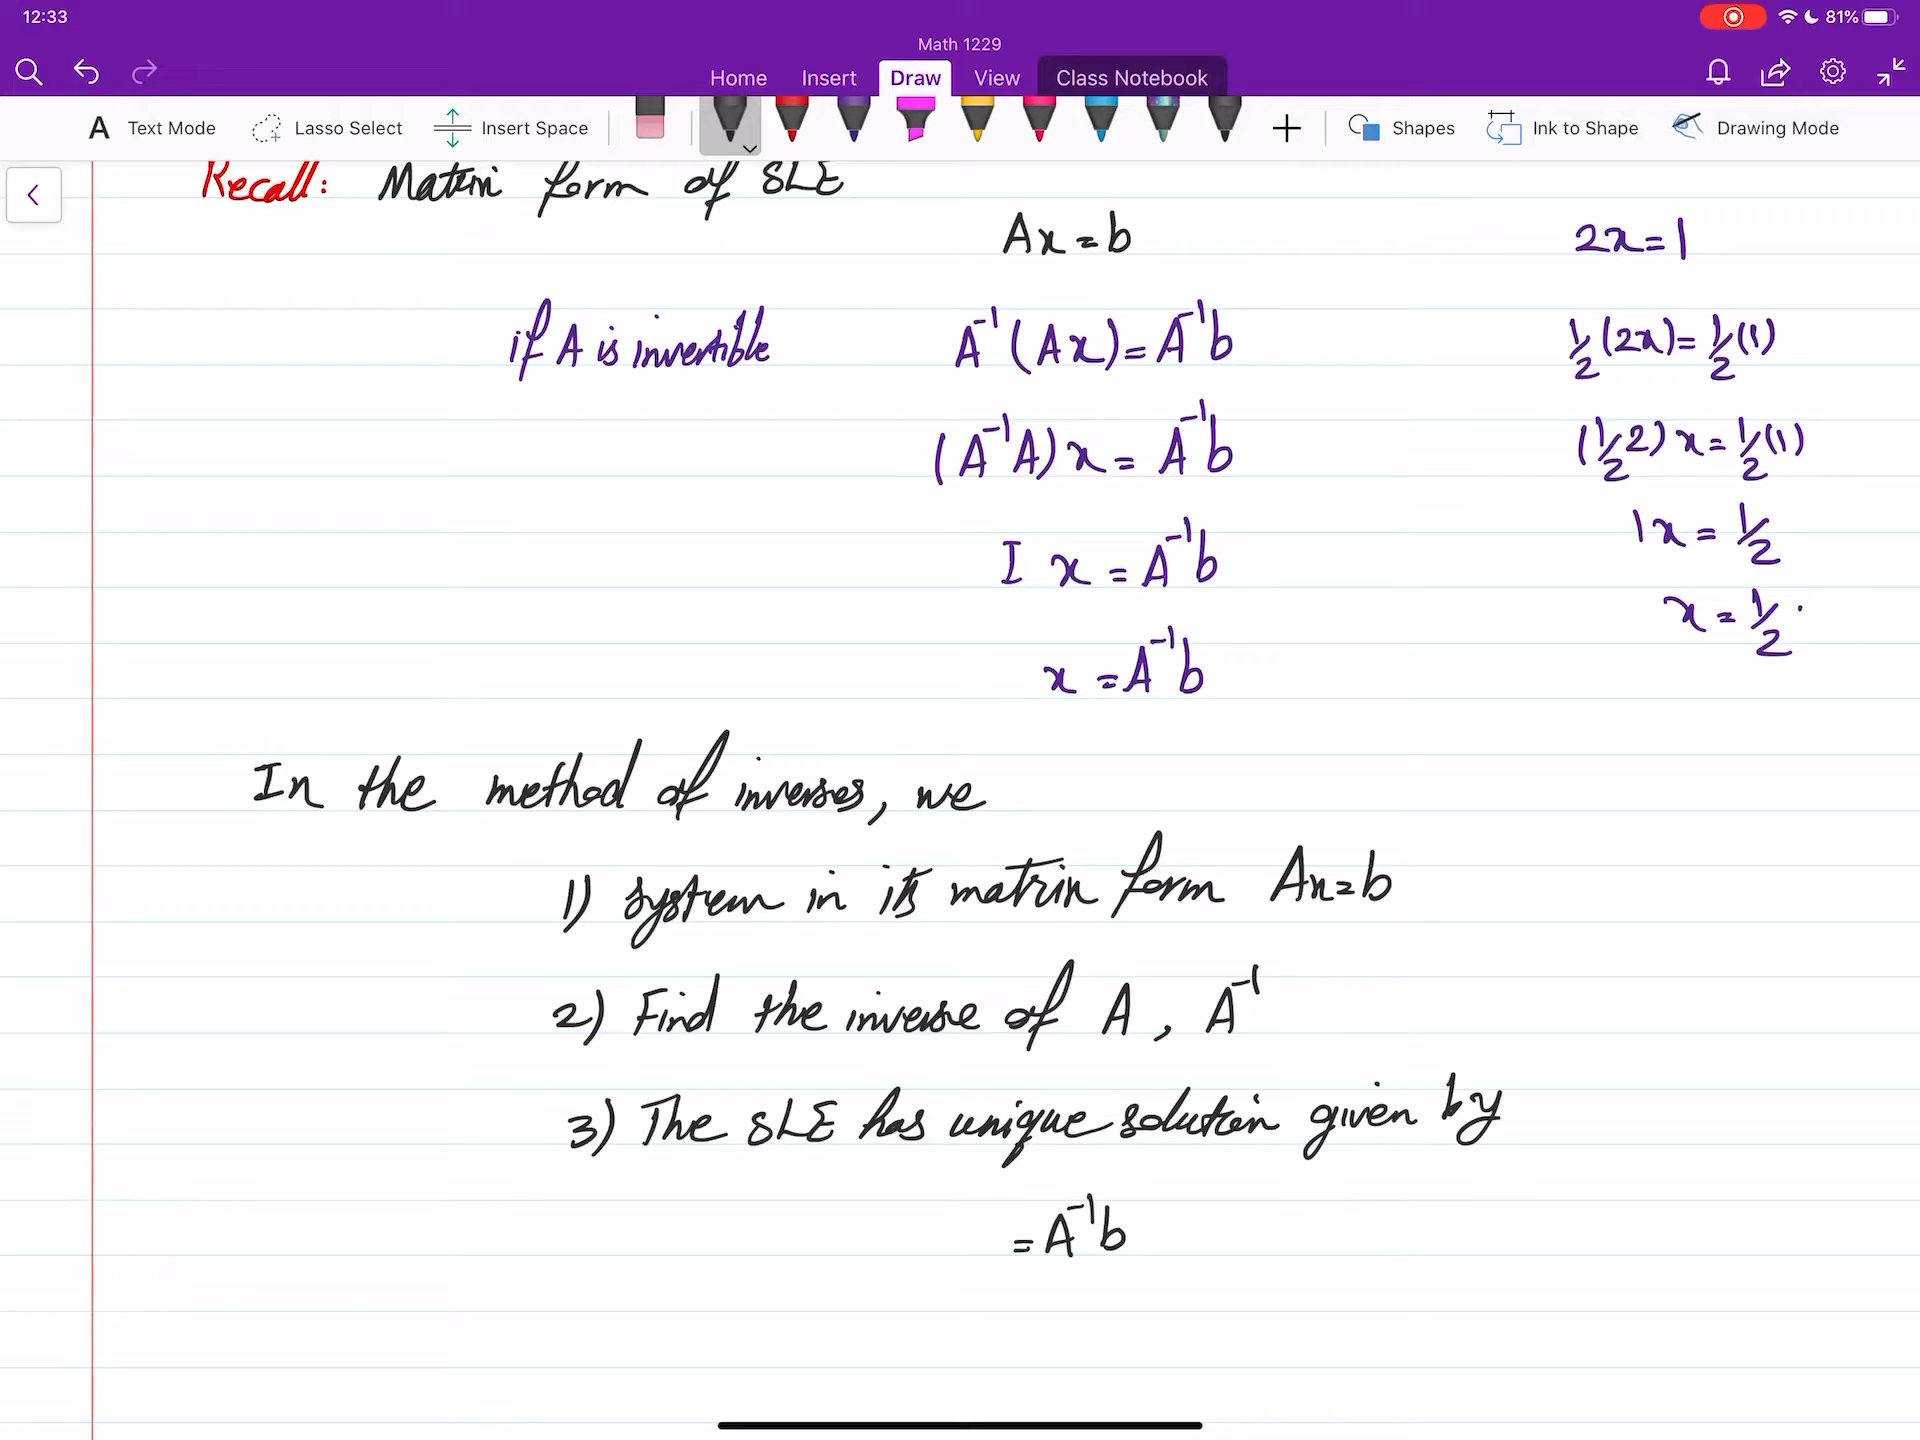 12:33
81%
Math 1229
Home Insert Draw View Class Notebook
A Text Mode Lasso Select Insert Space Shapes Ink to Shape Drawing Mode
Recall: Matrix form of SLE
Ax = b
2x = 1
if A is invertible A⁻¹(Ax) = A⁻¹b
1/2 (2x) = 1/2 (1)
(A⁻¹A)x = A⁻¹b
(1/2 2) x = 1/2 (1)
I x = A⁻¹b
1x = 1/2
x = 1/2 .
x = A⁻¹b
In the method of inverses, we
1) system in its matrix form Ax = b
2) Find the inverse of A, A⁻¹
3) The SLE has unique solution given by
= A⁻¹b